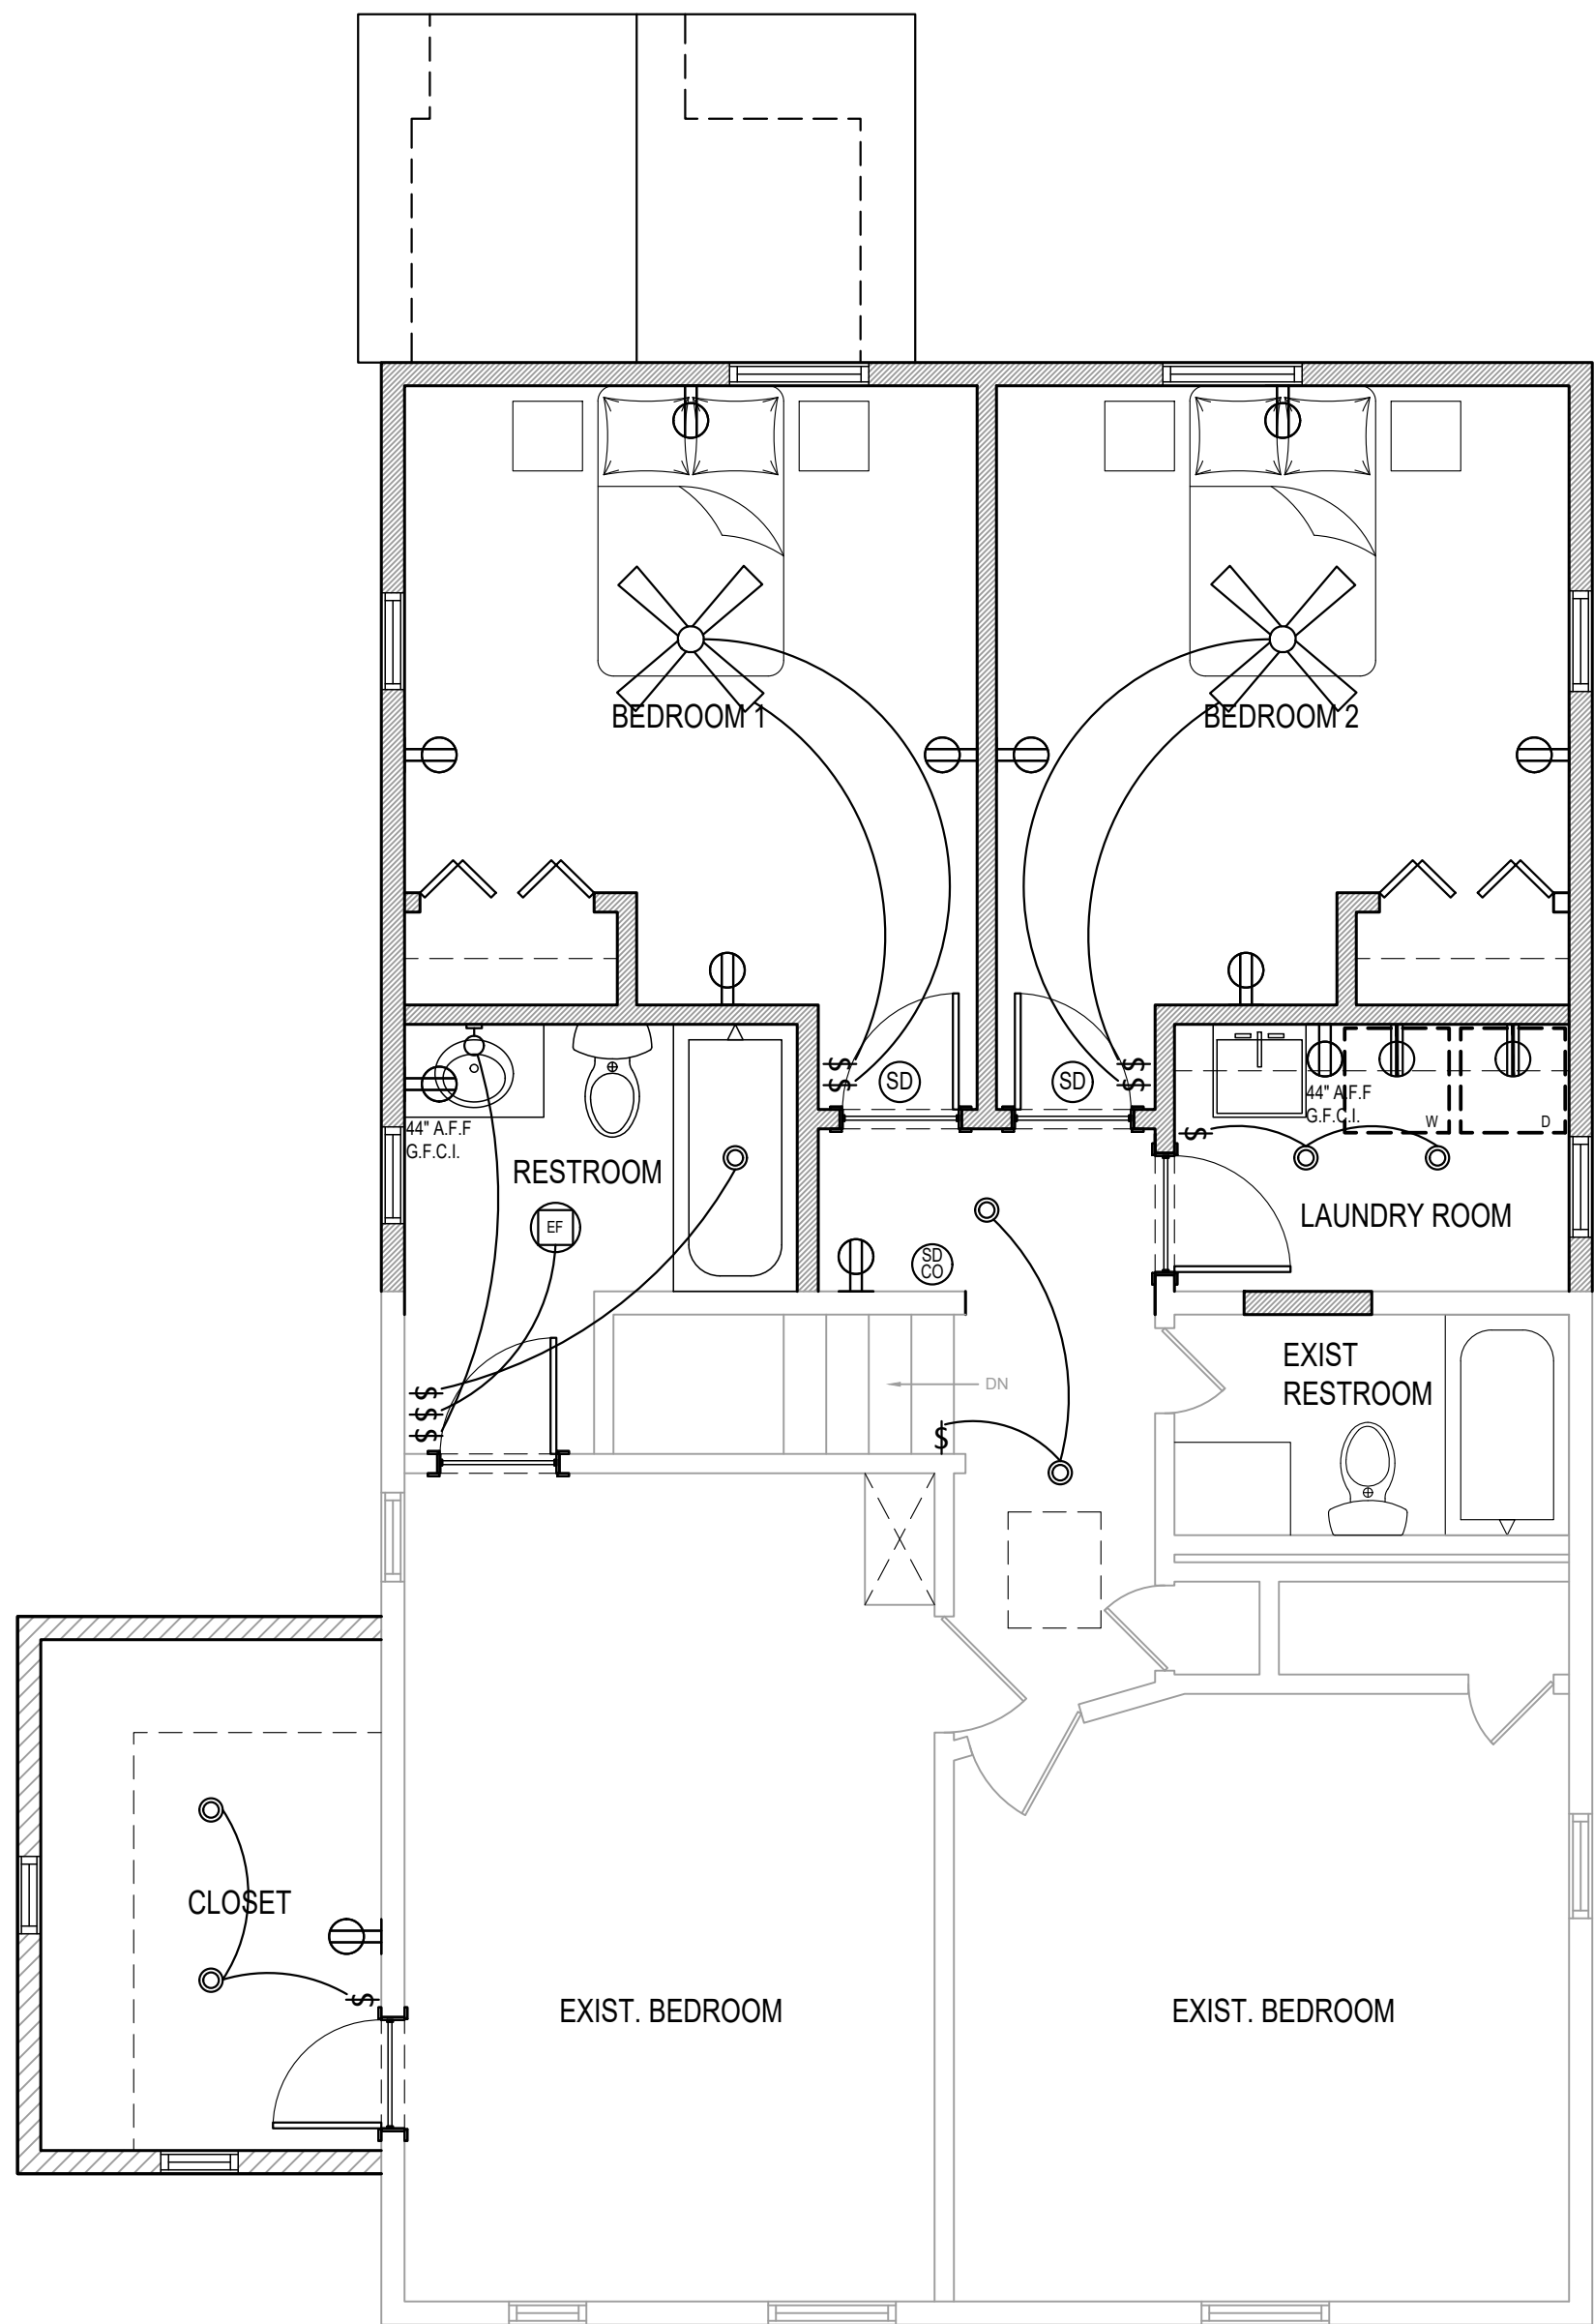 BEDROOM 1
BEDROOM 2
$
$
SD
SD
$
$
44" A.F.F
G.F.C.I.
W
D
44" A.F.F
G.F.C.I.
$
RESTROOM
LAUNDRY ROOM
EF
SD
CO
EXIST
RESTROOM
DN
$
$
$
$
CLOSET
$
EXIST. BEDROOM
EXIST. BEDROOM